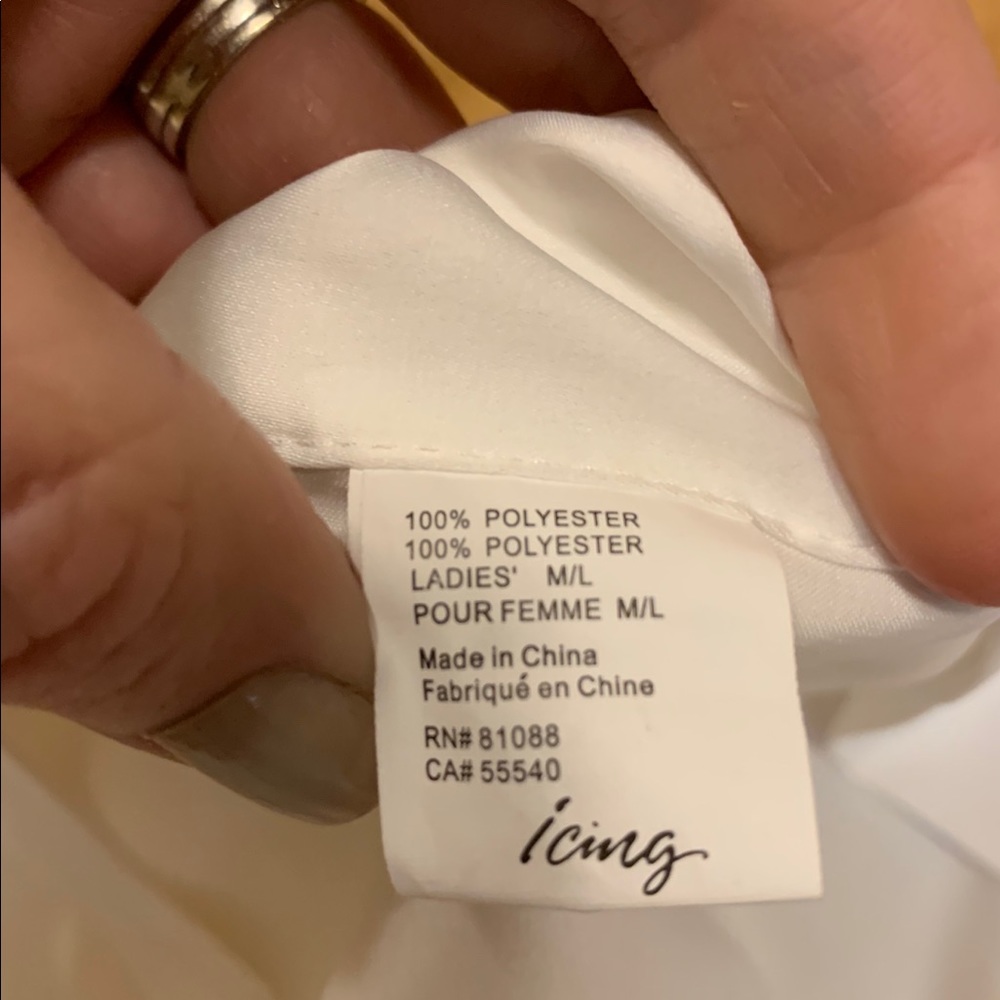 100% POLYESTER
100% POLYESTER
LADIES' M/L
POUR FEMME M/L
Made in China
Fabriqué en Chine
RN# 81088
CA# 55540
icing